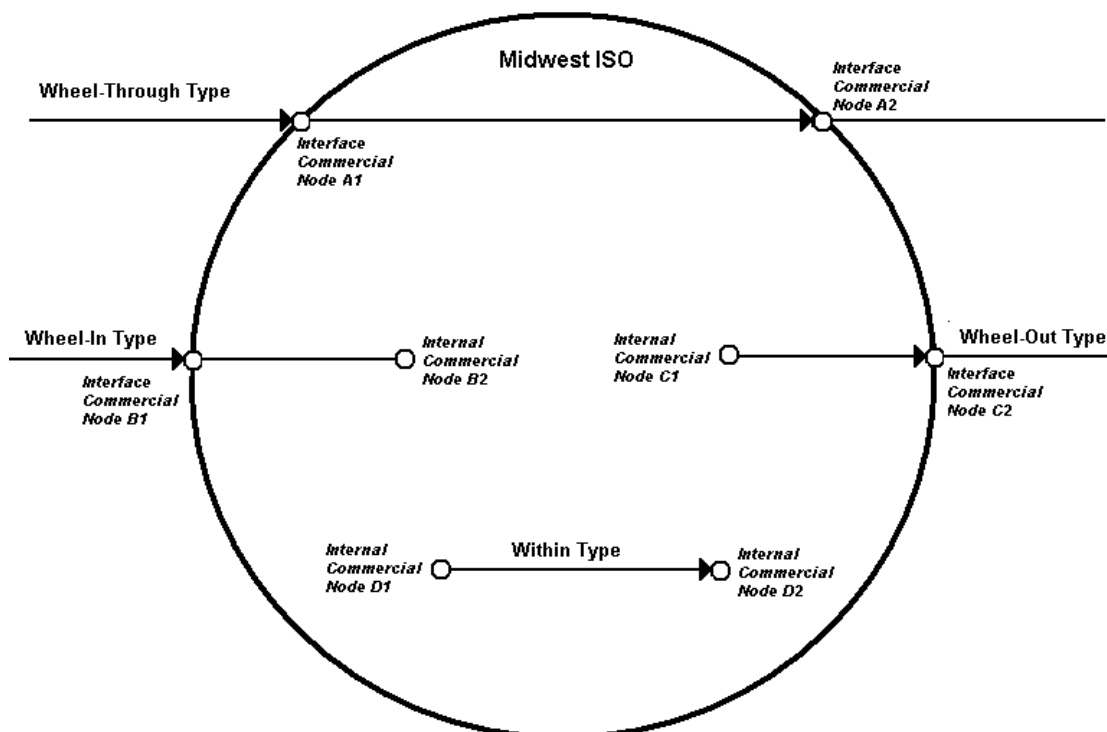 Midwest ISO
Wheel-Through Type
Interface
Commercial
Node A2
Interface
Commercial
Node A1
Wheel-In Type
Interface
Commercial
Node B1
Internal
Commercial
Node B2
Internal
Commercial
Node C1
Wheel-Out Type
Interface
Commercial
Node C2
Internal
Commercial
Node D1
Within Type
Internal
Commercial
Node D2